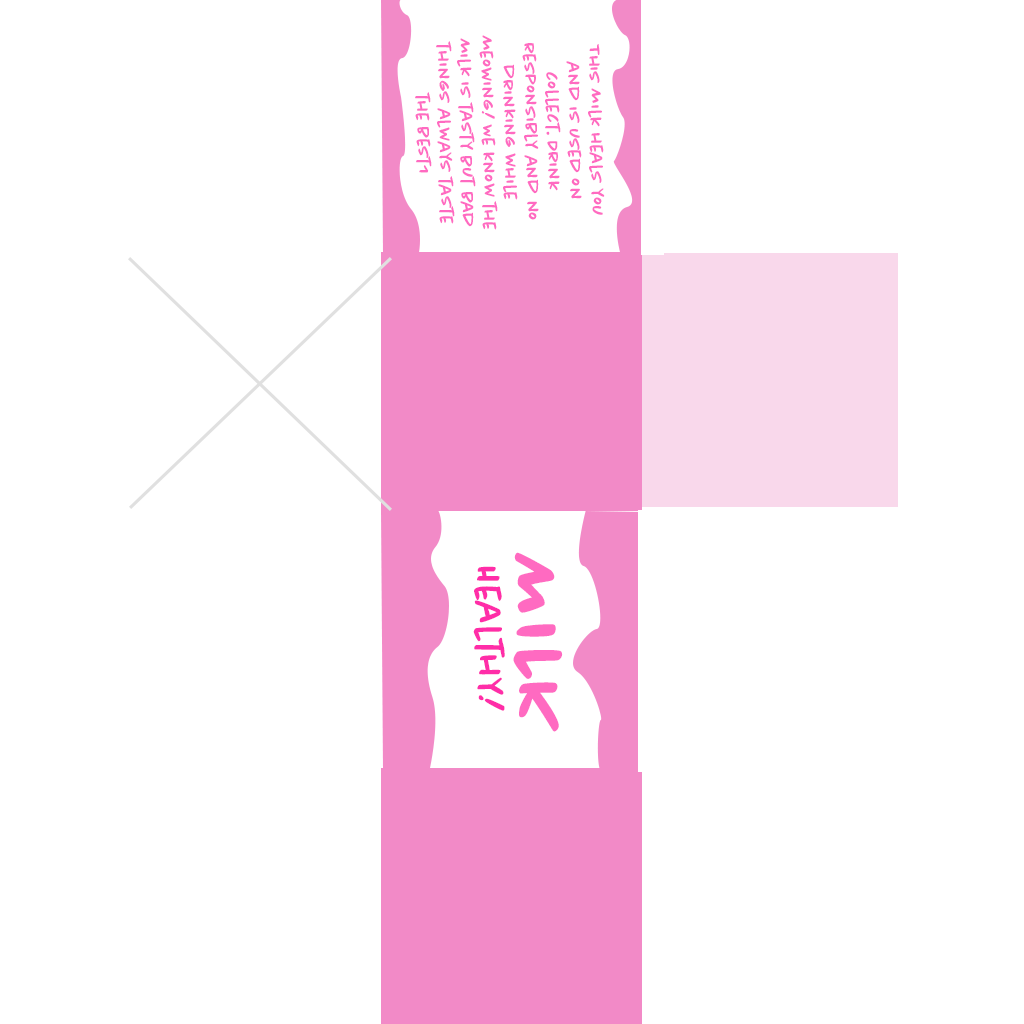 THIS MILK HEALS YOU
AND IS USED ON
COLLECT. DRINK
RESPONSIBLY AND NO
DRINKING WHILE
MEOWING! WE KNOW THE
MILK IS TASTY BUT BAD
THINGS ALWAYS TASTE
THE BEST?
MILK
HEALTHY!